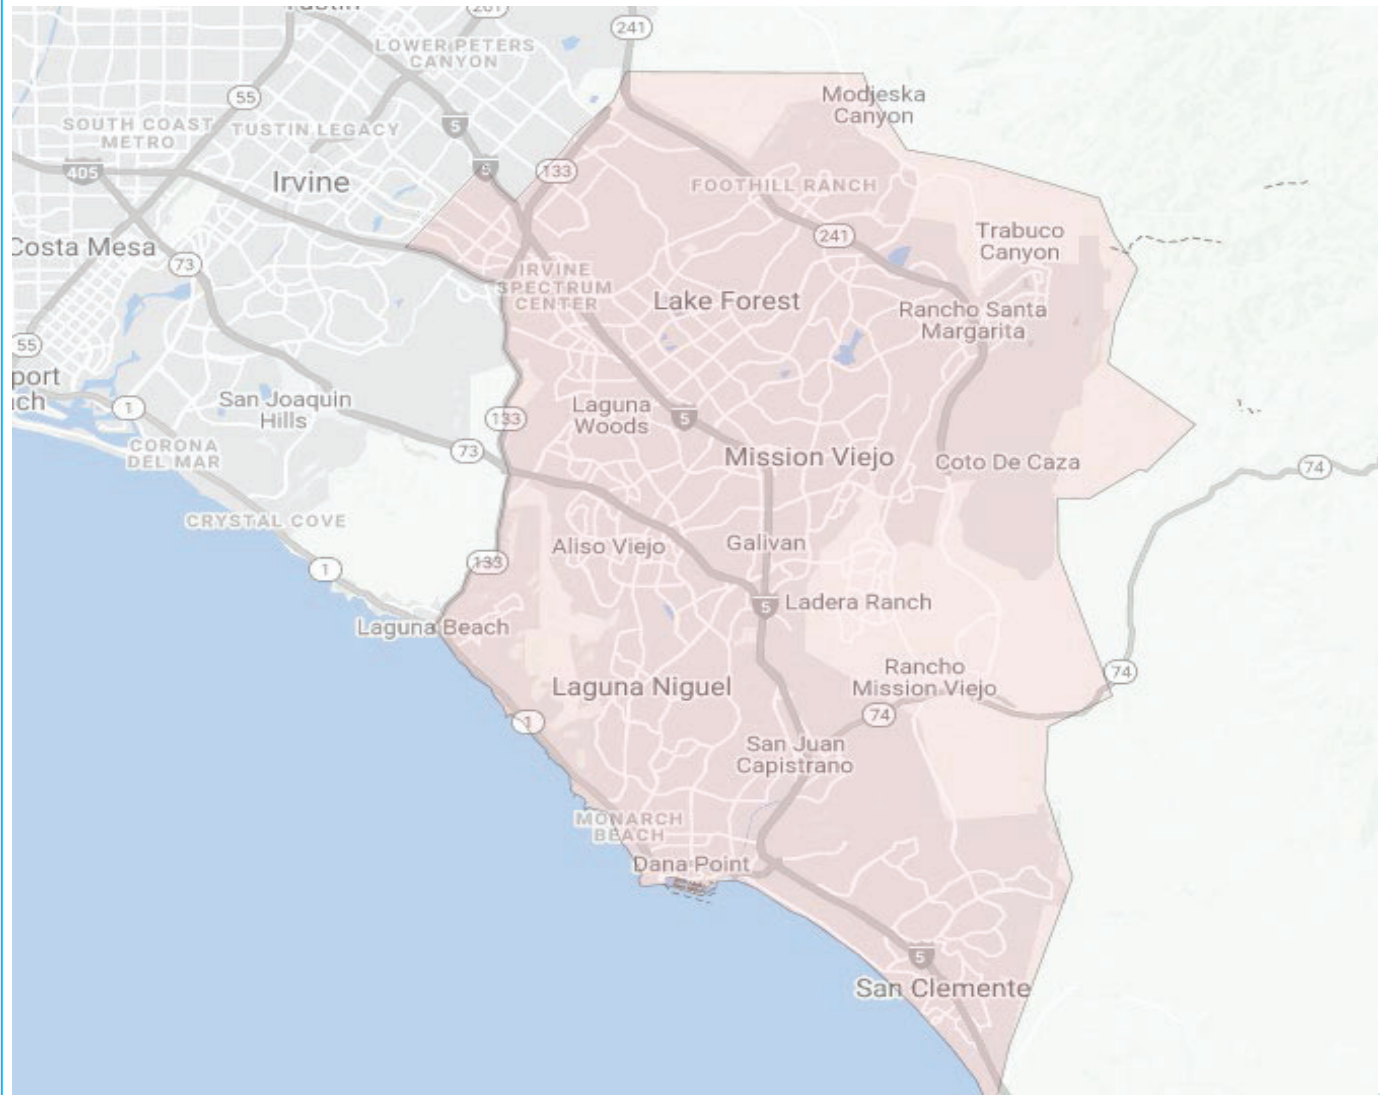 Tustin
261
241
LOWER PETERS
CANYON
55
5
SOUTH COAST
METRO
TUSTIN LEGACY
405
Irvine
5
133
Modjeska
Canyon
FOOTHILL RANCH
241
Trabuco
Canyon
Costa Mesa
73
IRVINE
SPECTRUM
CENTER
Lake Forest
Rancho Santa
Margarita
55
port
ch
1
San Joaquin
Hills
133
Laguna
Woods
5
73
CORONA
DEL MAR
Mission Viejo
Coto De Caza
74
CRYSTAL COVE
1
133
Aliso Viejo
Galivan
5
Ladera Ranch
Laguna Beach
Rancho
Mission Viejo
74
74
Laguna Niguel
1
San Juan
Capistrano
MONARCH
BEACH
Dana Point
5
San Clemente